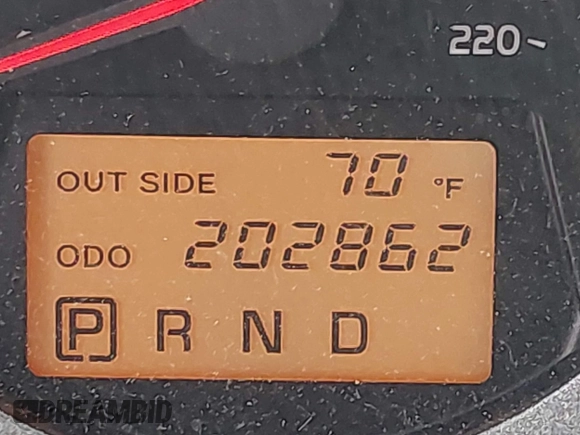 220-
OUT SIDE 70 °F
ODO 202862
P R N D
DREAMBID